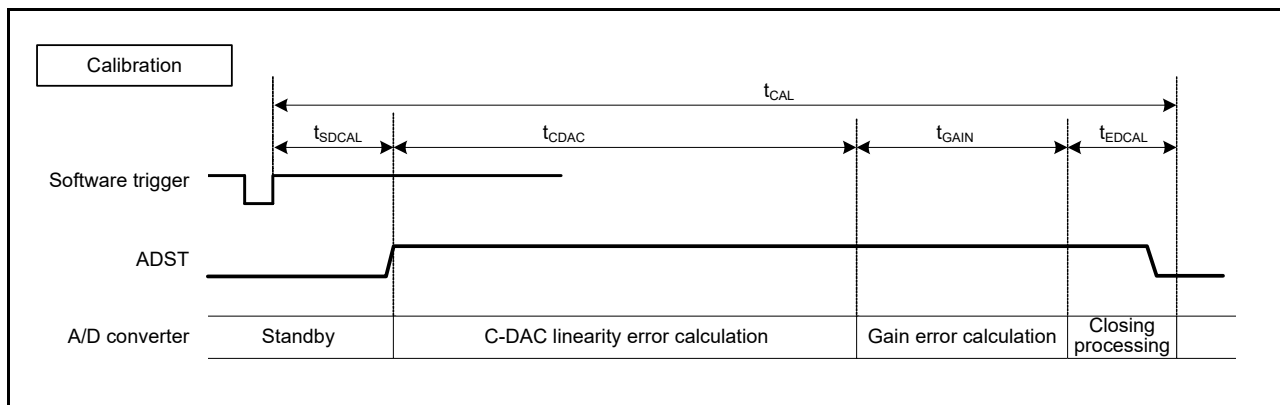 Calibration
tCAL
tSDCAL tCDAC tGAIN tEDCAL
Software trigger
ADST
A/D converter Standby C-DAC linearity error calculation Gain error calculation Closing processing